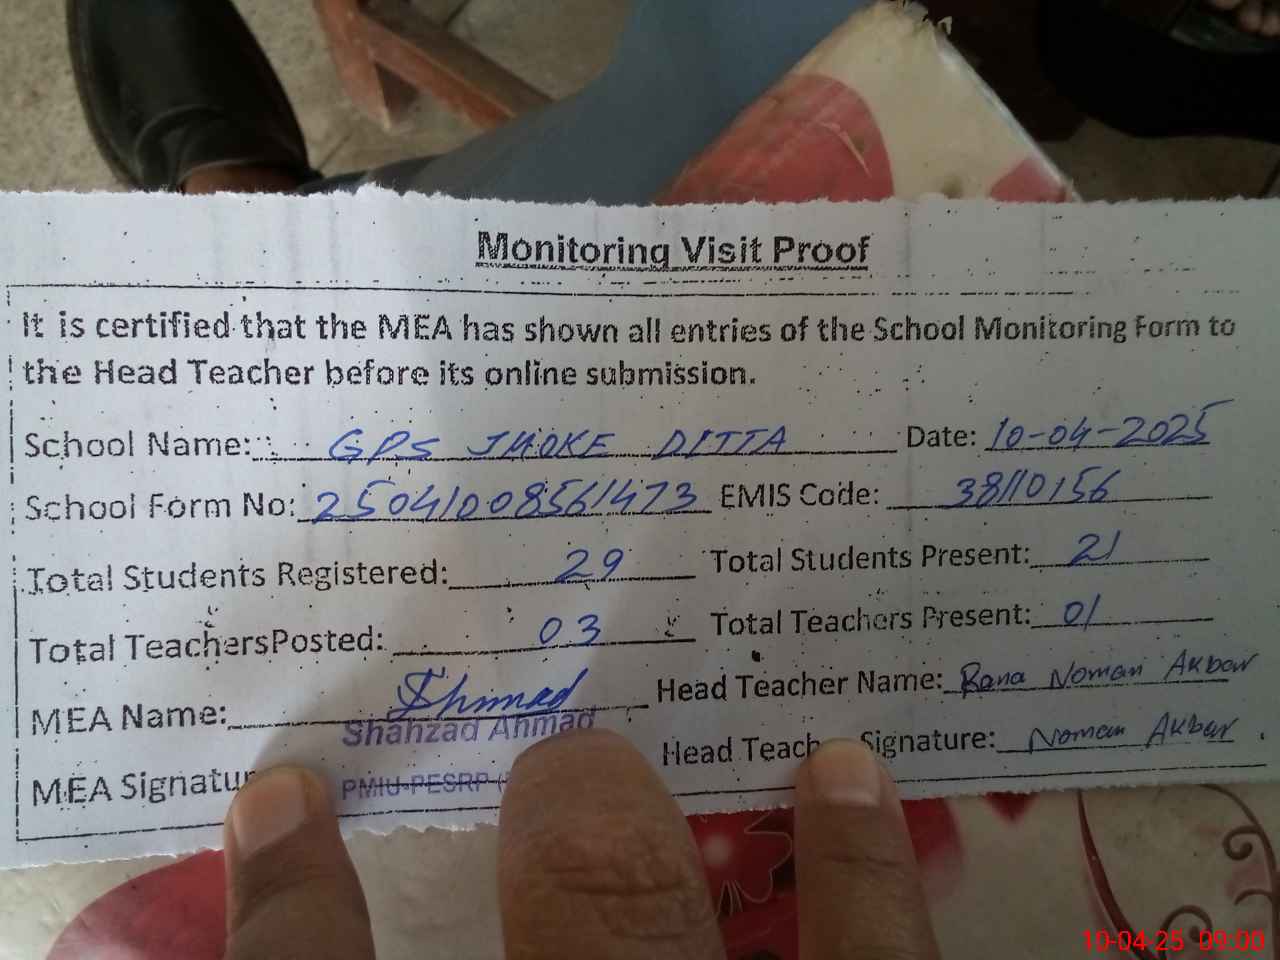 Monitoring Visit Proof
It is certified that the MEA has shown all entries of the School Monitoring Form to
the Head Teacher before its online submission.
School Name: GPS JHOKE DITTA Date: 10-04-2025
School Form No: 25041008561473 EMIS Code: 38110156
Total Students Registered: 29 Total Students Present: 21
Total TeachersPosted: 03 Total Teachers Present: 01
MEA Name: Head Teacher Name: Rana Noman Akbar
Shahzad Ahmad
MEA Signatur Head Teach Signature: Noman Akbar
PMIU-PESRP
10-04-25 09:00